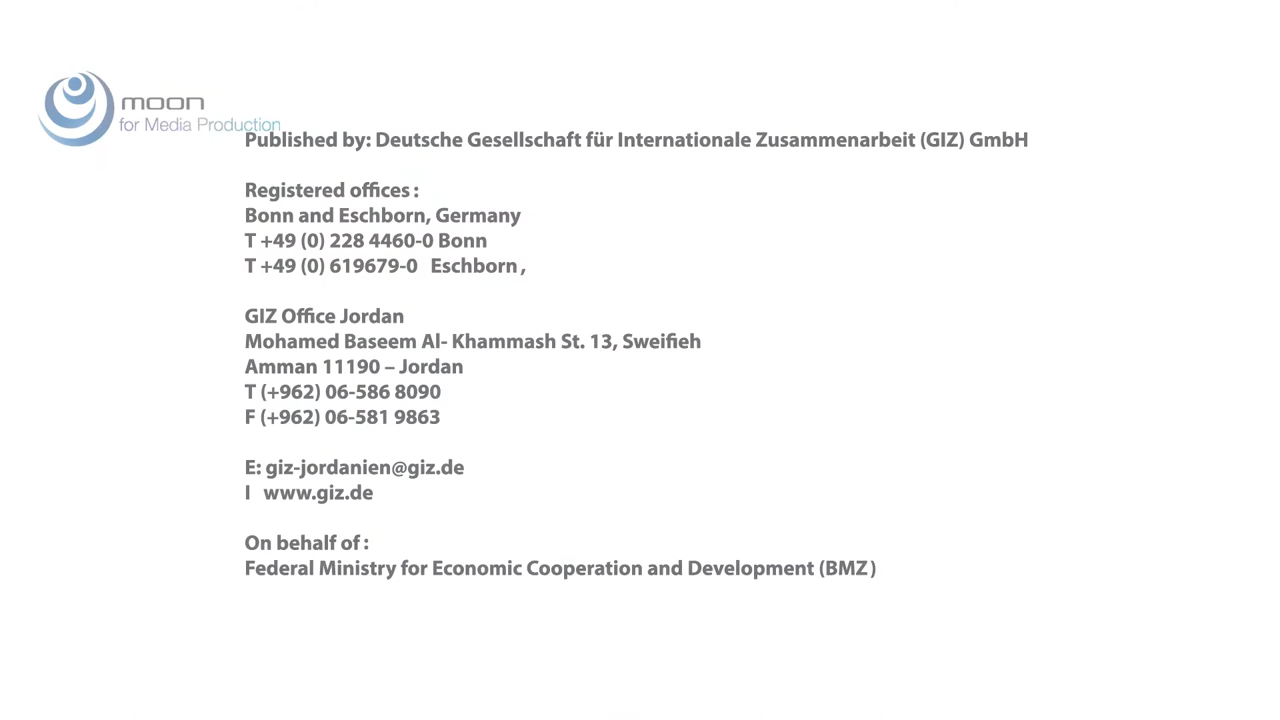 moon
for Media Production
Published by: Deutsche Gesellschaft für Internationale Zusammenarbeit (GIZ) GmbH
Registered offices :
Bonn and Eschborn, Germany
T +49 (0) 228 4460-0 Bonn
T +49 (0) 619679-0 Eschborn ,
GIZ Office Jordan
Mohamed Baseem Al- Khammash St. 13, Sweifieh
Amman 11190 – Jordan
T (+962) 06-586 8090
F (+962) 06-581 9863
E: giz-jordanien@giz.de
I www.giz.de
On behalf of :
Federal Ministry for Economic Cooperation and Development (BMZ )